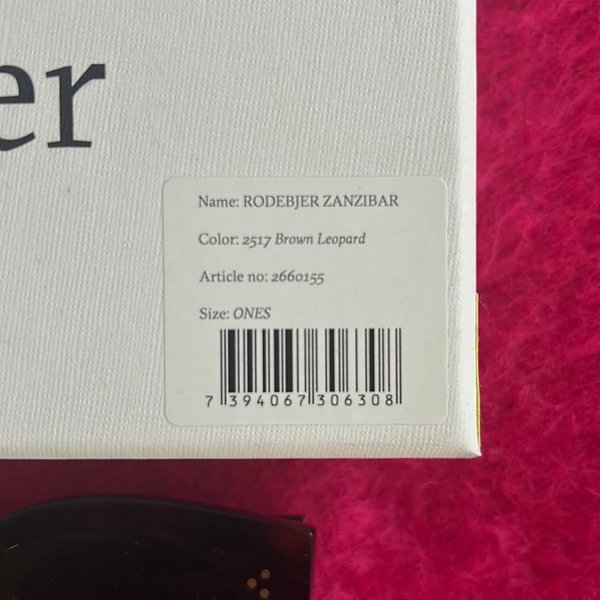 er
Name: RODEBJER ZANZIBAR
Color: 2517 Brown Leopard
Article no: 2660155
Size: ONES
7 394067 306308